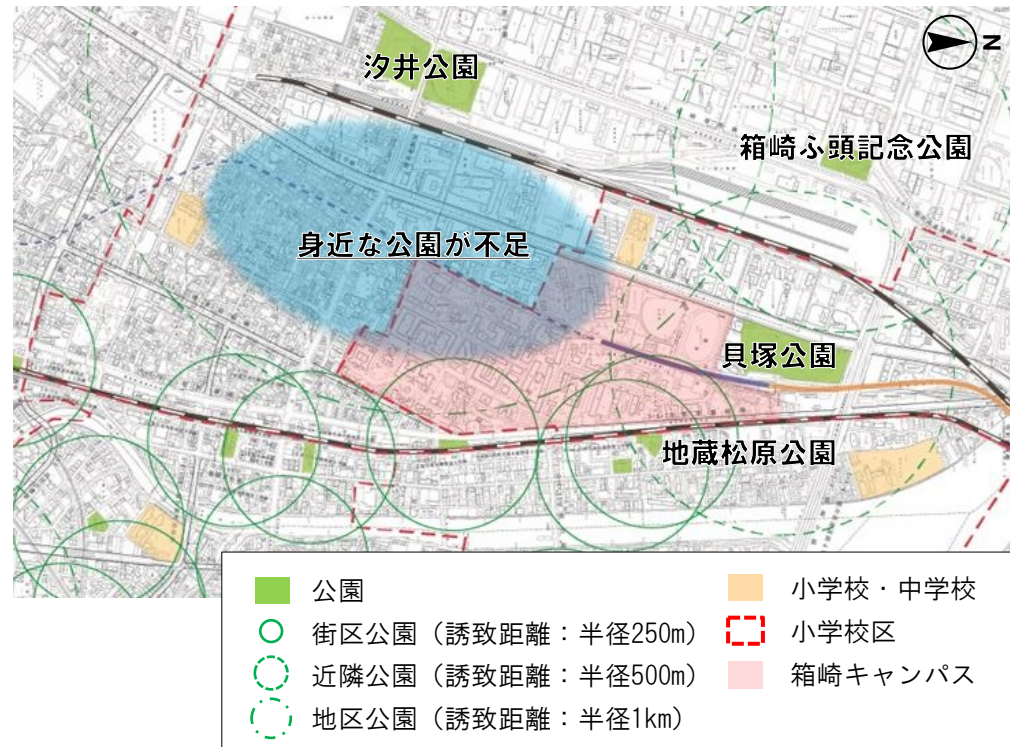 N
汐井公園
箱崎ふ頭記念公園
身近な公園が不足
貝塚公園
地蔵松原公園
公園
街区公園（誘致距離：半径250m）
近隣公園（誘致距離：半径500m）
地区公園（誘致距離：半径1km）
小学校・中学校
小学校区
箱崎キャンパス